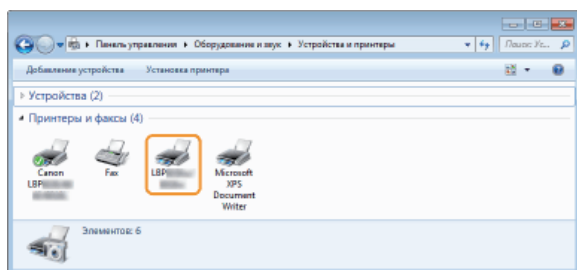 Панель управления ▸ Оборудование и звук ▸ Устройства и принтеры
Поиск: Ус...
Добавление устройства Установка принтера
Устройства (2)
Принтеры и факсы (4)
Canon
LBP
Fax
LBP
Microsoft
XPS
Document
Writer
Элементов: 6